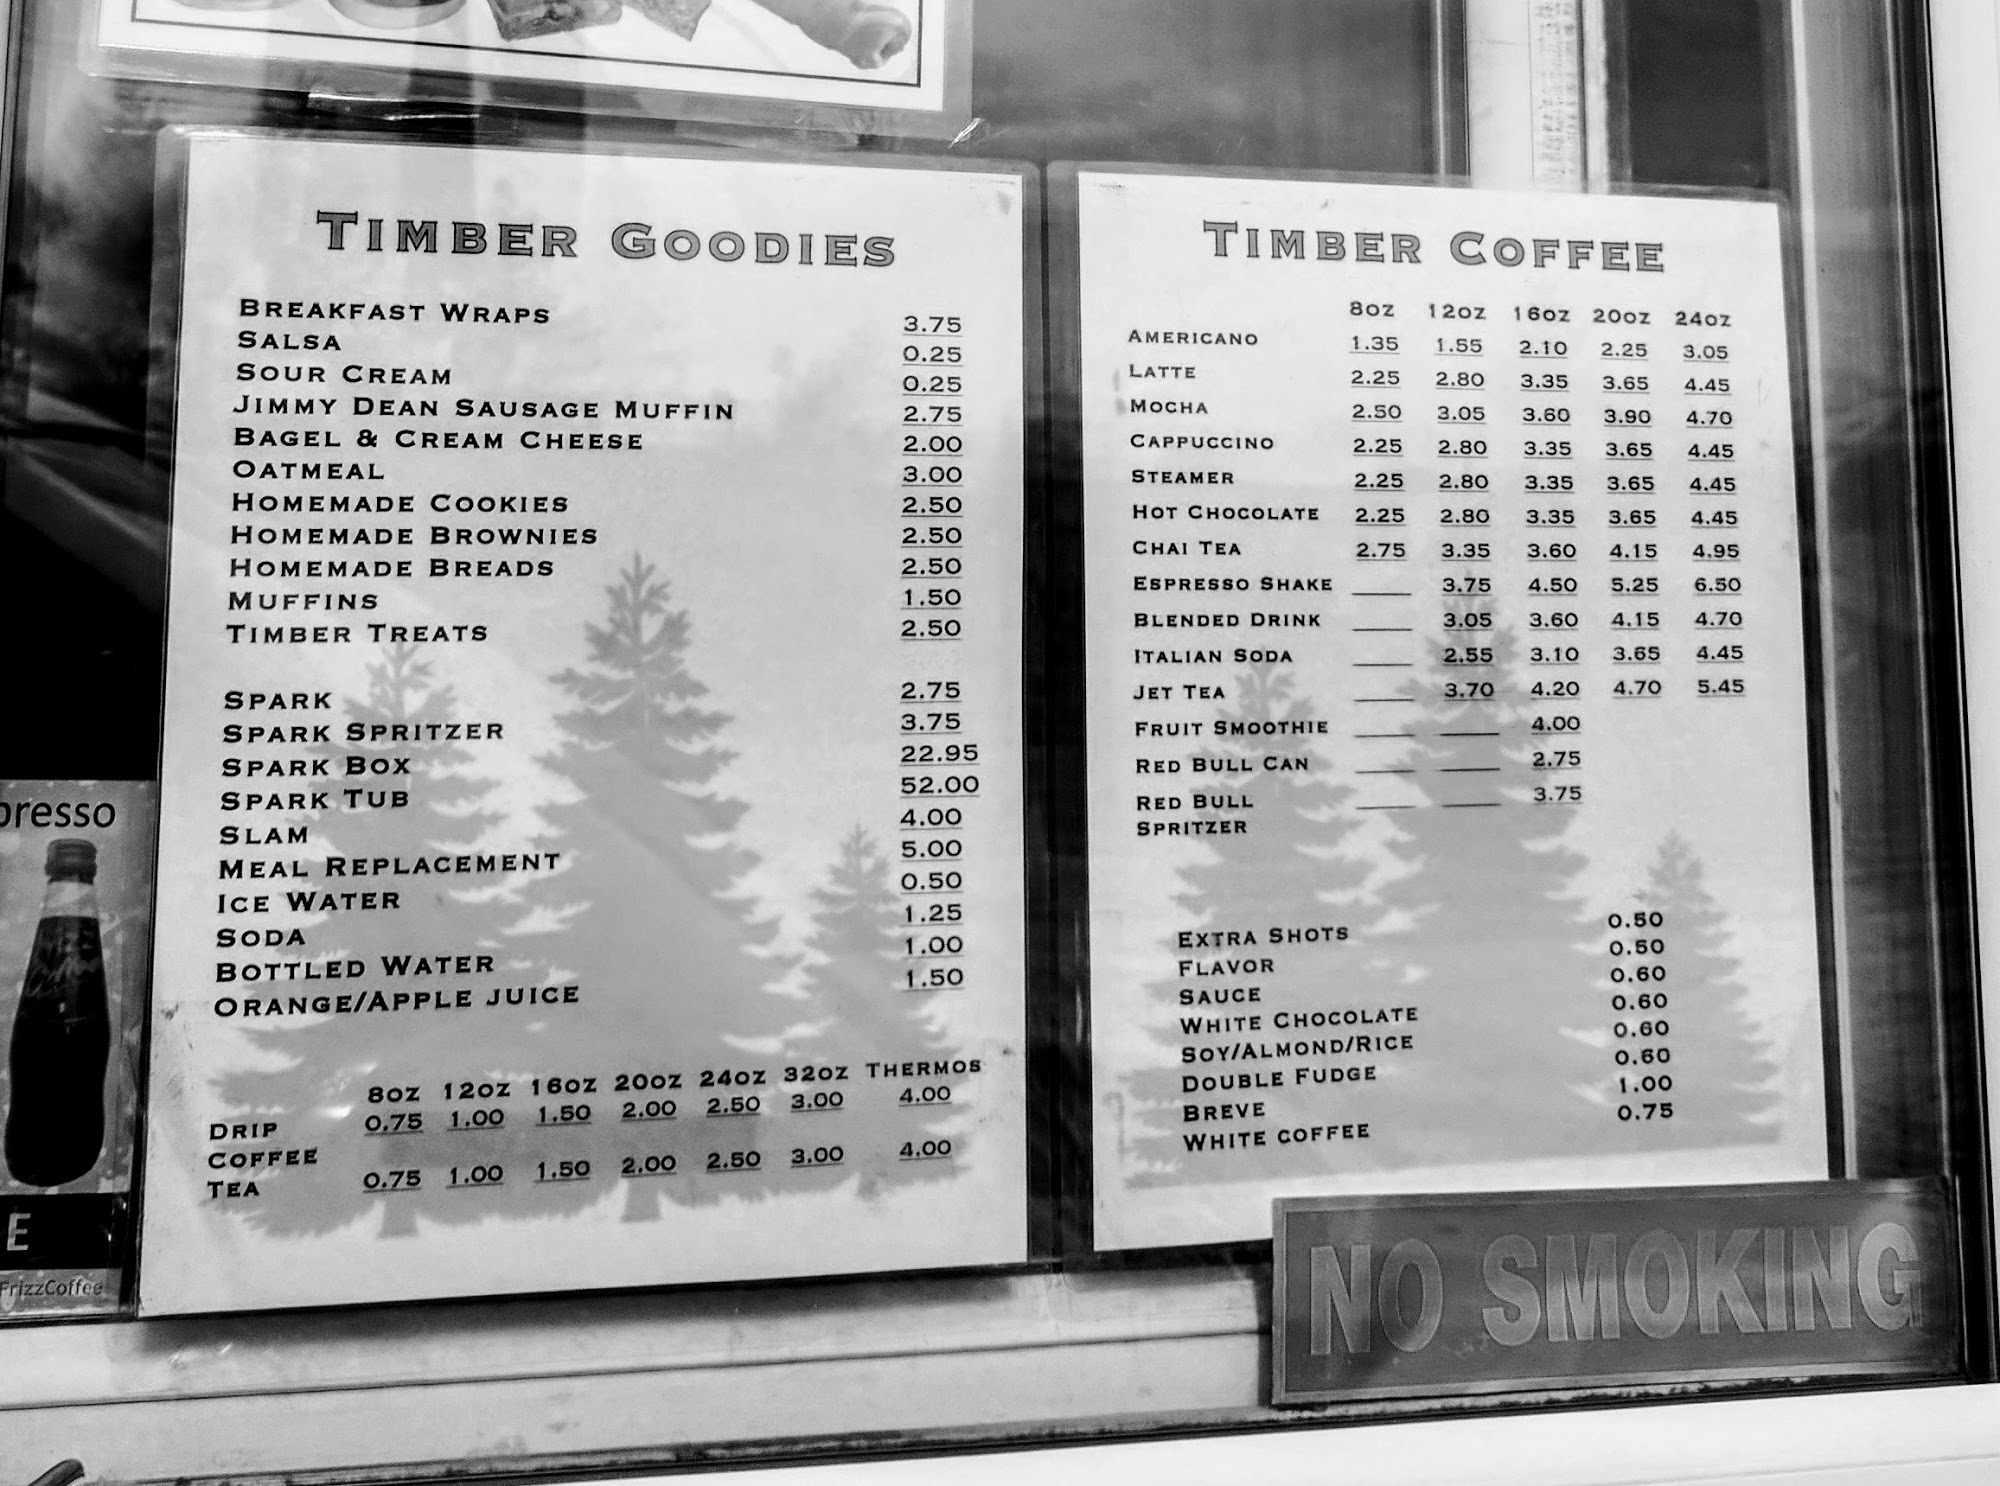 TIMBER GOODIES
BREAKFAST WRAPS 3.75
SALSA 0.25
SOUR CREAM 0.25
JIMMY DEAN SAUSAGE MUFFIN 2.75
BAGEL & CREAM CHEESE 2.00
OATMEAL 3.00
HOMEMADE COOKIES 2.50
HOMEMADE BROWNIES 2.50
HOMEMADE BREADS 2.50
MUFFINS 1.50
TIMBER TREATS 2.50
SPARK 2.75
SPARK SPRITZER 3.75
SPARK BOX 22.95
SPARK TUB 52.00
SLAM 4.00
MEAL REPLACEMENT 5.00
ICE WATER 0.50
SODA 1.25
BOTTLED WATER 1.00
ORANGE/APPLE JUICE 1.50
8OZ 12OZ 16OZ 20OZ 24OZ 32OZ THERMOS
DRIP 0.75 1.00 1.50 2.00 2.50 3.00 4.00
COFFEE
TEA 0.75 1.00 1.50 2.00 2.50 3.00 4.00
TIMBER COFFEE
8OZ 12OZ 16OZ 20OZ 24OZ
AMERICANO 1.35 1.55 2.10 2.25 3.05
LATTE 2.25 2.80 3.35 3.65 4.45
MOCHA 2.50 3.05 3.60 3.90 4.70
CAPPUCCINO 2.25 2.80 3.35 3.65 4.45
STEAMER 2.25 2.80 3.35 3.65 4.45
HOT CHOCOLATE 2.25 2.80 3.35 3.65 4.45
CHAI TEA 2.75 3.35 3.60 4.15 4.95
ESPRESSO SHAKE ____ 3.75 4.50 5.25 6.50
BLENDED DRINK ____ 3.05 3.60 4.15 4.70
ITALIAN SODA ____ 2.55 3.10 3.65 4.45
JET TEA ____ 3.70 4.20 4.70 5.45
FRUIT SMOOTHIE ____ ____ 4.00
RED BULL CAN ____ ____ 2.75
RED BULL ____ ____ 3.75
SPRITZER
EXTRA SHOTS 0.50
FLAVOR 0.50
SAUCE 0.60
WHITE CHOCOLATE 0.60
SOY/ALMOND/RICE 0.60
DOUBLE FUDGE 0.60
BREVE 1.00
WHITE COFFEE 0.75
presso
E
FrizzCoffee
NO SMOKING